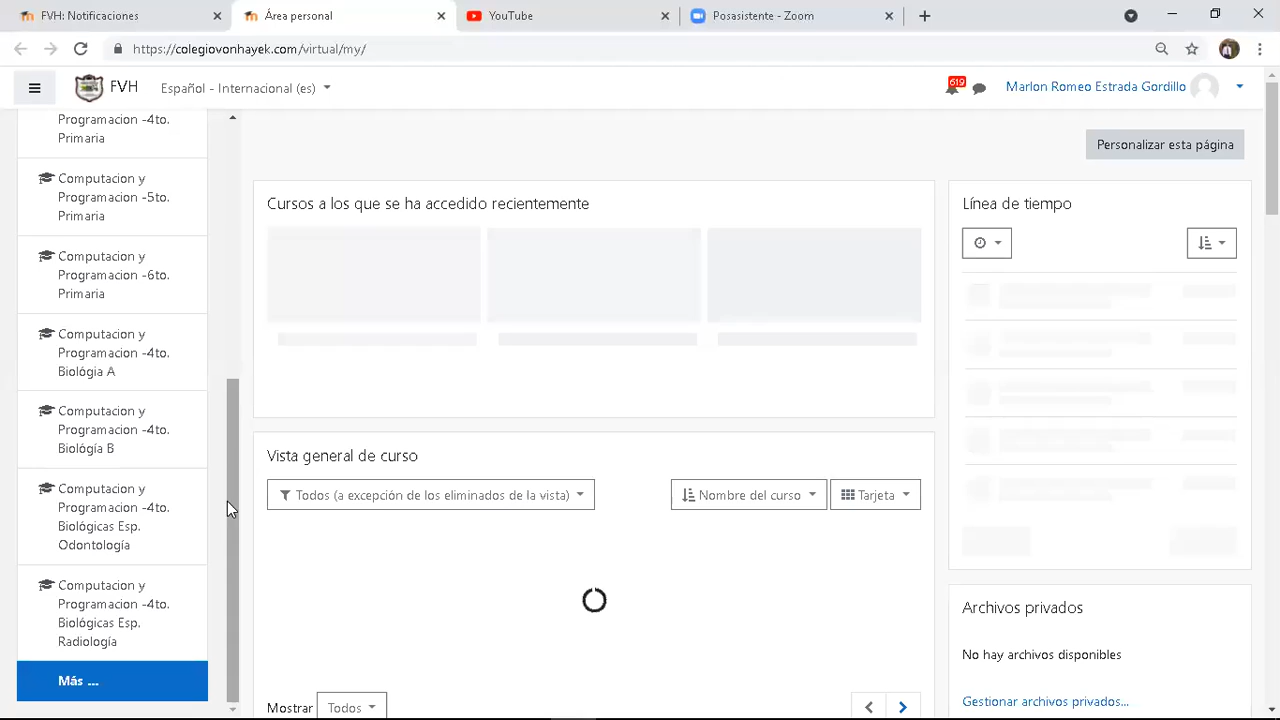 FVH: Notificaciones
Área personal
YouTube
Posasistente - Zoom
https://colegiovonhayek.com/virtual/my/
FVH
Español - Internacional (es)
619
Marlon Romeo Estrada Gordillo
Programacion -4to.
Primaria
Computacion y
Programacion -5to.
Primaria
Computacion y
Programacion -6to.
Primaria
Computacion y
Programacion -4to.
Biológia A
Computacion y
Programacion -4to.
Biológía B
Computacion y
Programacion -4to.
Biológicas Esp.
Odontología
Computacion y
Programacion -4to.
Biológicas Esp.
Radiología
Más ...
Personalizar esta página
Cursos a los que se ha accedido recientemente
Vista general de curso
Todos (a excepción de los eliminados de la vista)
Nombre del curso
Tarjeta
Mostrar
Todos
Línea de tiempo
Archivos privados
No hay archivos disponibles
Gestionar archivos privados...